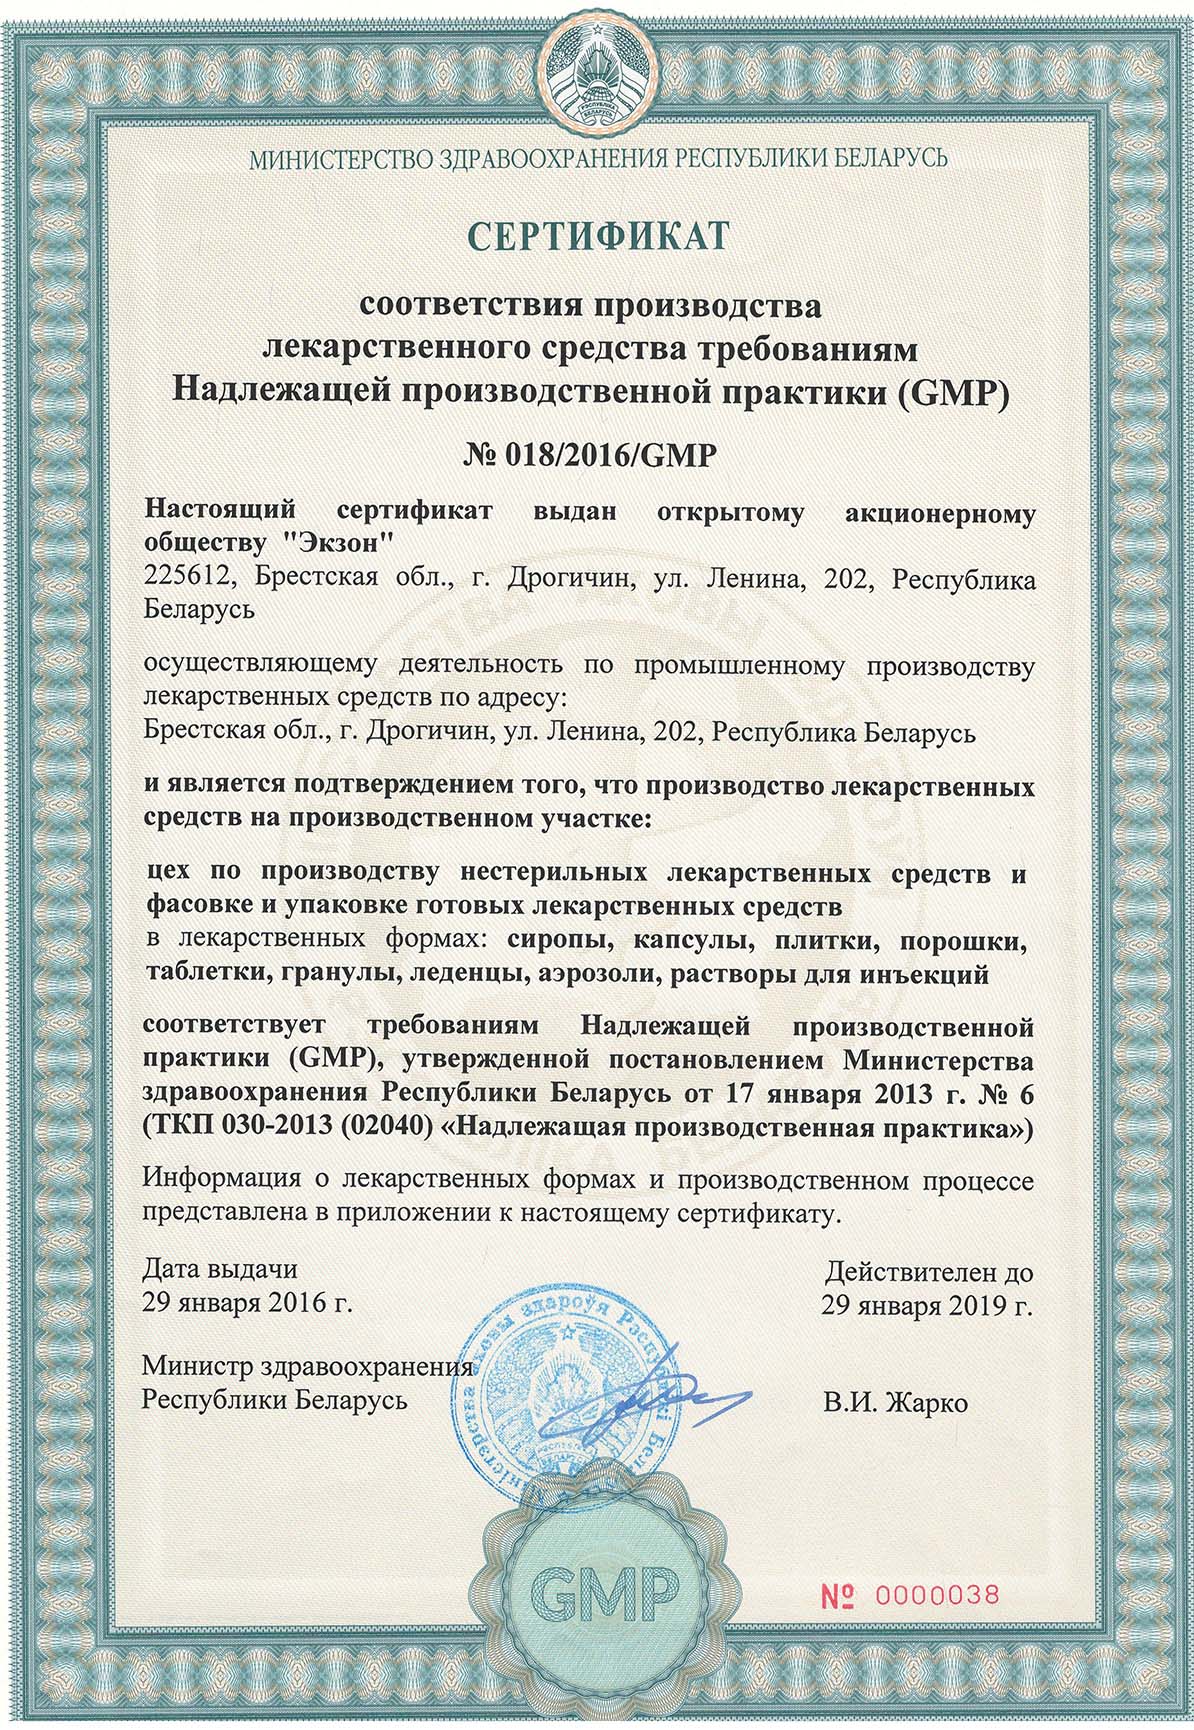 РЭСПУБЛІКА
БЕЛАРУСЬ
МИНИСТЕРСТВО ЗДРАВООХРАНЕНИЯ РЕСПУБЛИКИ БЕЛАРУСЬ
СЕРТИФИКАТ
соответствия производства
лекарственного средства требованиям
Надлежащей производственной практики (GMP)
№ 018/2016/GMP
Настоящий сертификат выдан открытому акционерному
обществу "Экзон"
225612, Брестская обл., г. Дрогичин, ул. Ленина, 202, Республика
Беларусь
осуществляющему деятельность по промышленному производству
лекарственных средств по адресу:
Брестская обл., г. Дрогичин, ул. Ленина, 202, Республика Беларусь
и является подтверждением того, что производство лекарственных
средств на производственном участке:
цех по производству нестерильных лекарственных средств и
фасовке и упаковке готовых лекарственных средств
в лекарственных формах: сиропы, капсулы, плитки, порошки,
таблетки, гранулы, леденцы, аэрозоли, растворы для инъекций
соответствует требованиям Надлежащей производственной
практики (GMP), утвержденной постановлением Министерства
здравоохранения Республики Беларусь от 17 января 2013 г. № 6
(ТКП 030-2013 (02040) «Надлежащая производственная практика»)
Информация о лекарственных формах и производственном процессе
представлена в приложении к настоящему сертификату.
Дата выдачи
29 января 2016 г.
Действителен до
29 января 2019 г.
Министр здравоохранения
Республики Беларусь
В.И. Жарко
аховы здароўя Рэспублікі
GMP
№ 0000038